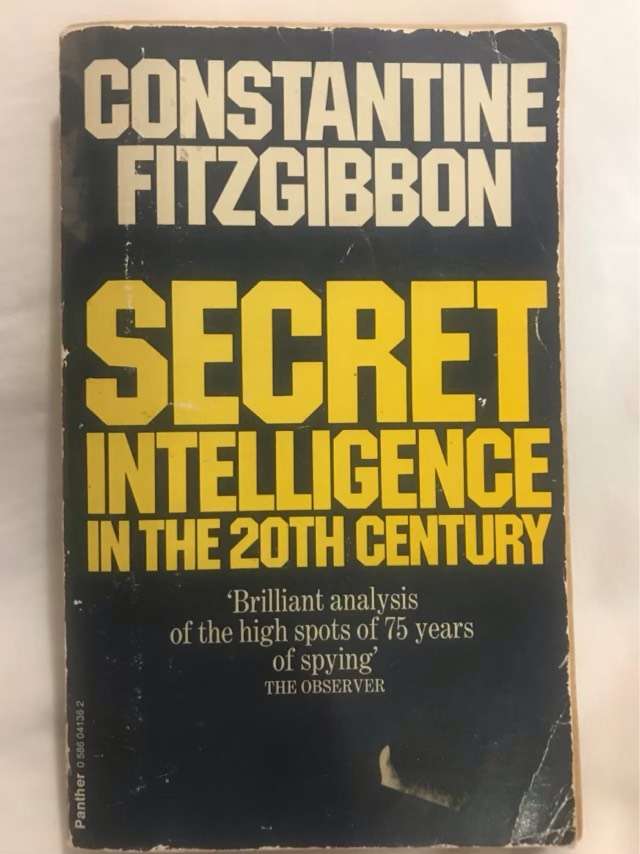 CONSTANTINE
FITZGIBBON
SECRET
INTELLIGENCE
IN THE 20TH CENTURY
‘Brilliant analysis
of the high spots of 75 years
of spying’
THE OBSERVER
Panther 0 586 04136 2